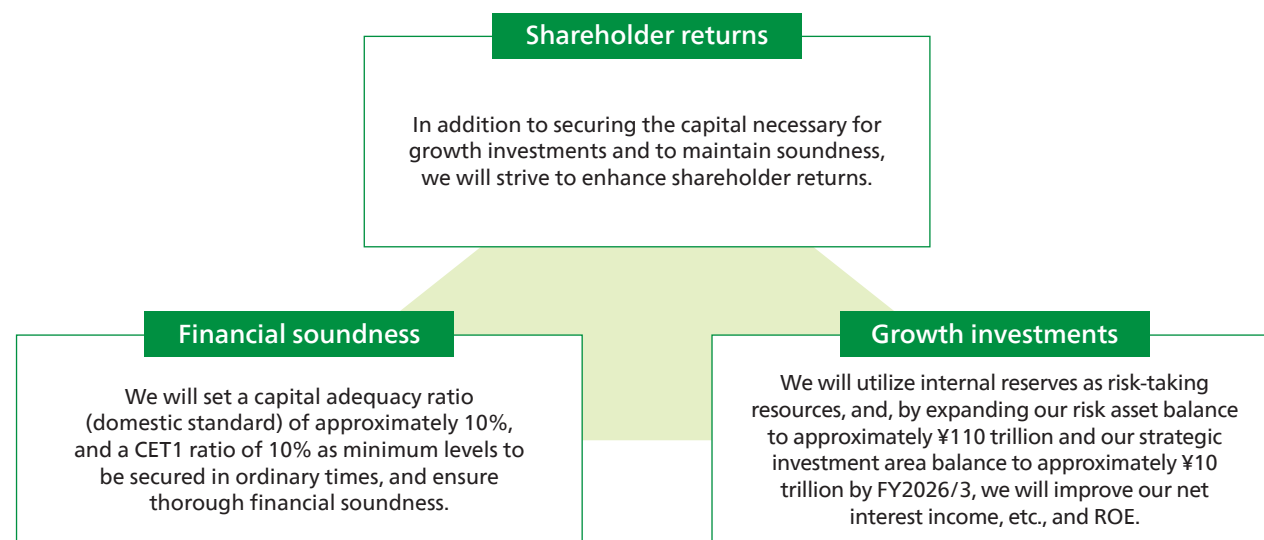 Shareholder returns
In addition to securing the capital necessary for
growth investments and to maintain soundness,
we will strive to enhance shareholder returns.
Financial soundness
We will set a capital adequacy ratio
(domestic standard) of approximately 10%,
and a CET1 ratio of 10% as minimum levels to
be secured in ordinary times, and ensure
thorough financial soundness.
Growth investments
We will utilize internal reserves as risk-taking
resources, and, by expanding our risk asset balance
to approximately ¥110 trillion and our strategic
investment area balance to approximately ¥10
trillion by FY2026/3, we will improve our net
interest income, etc., and ROE.